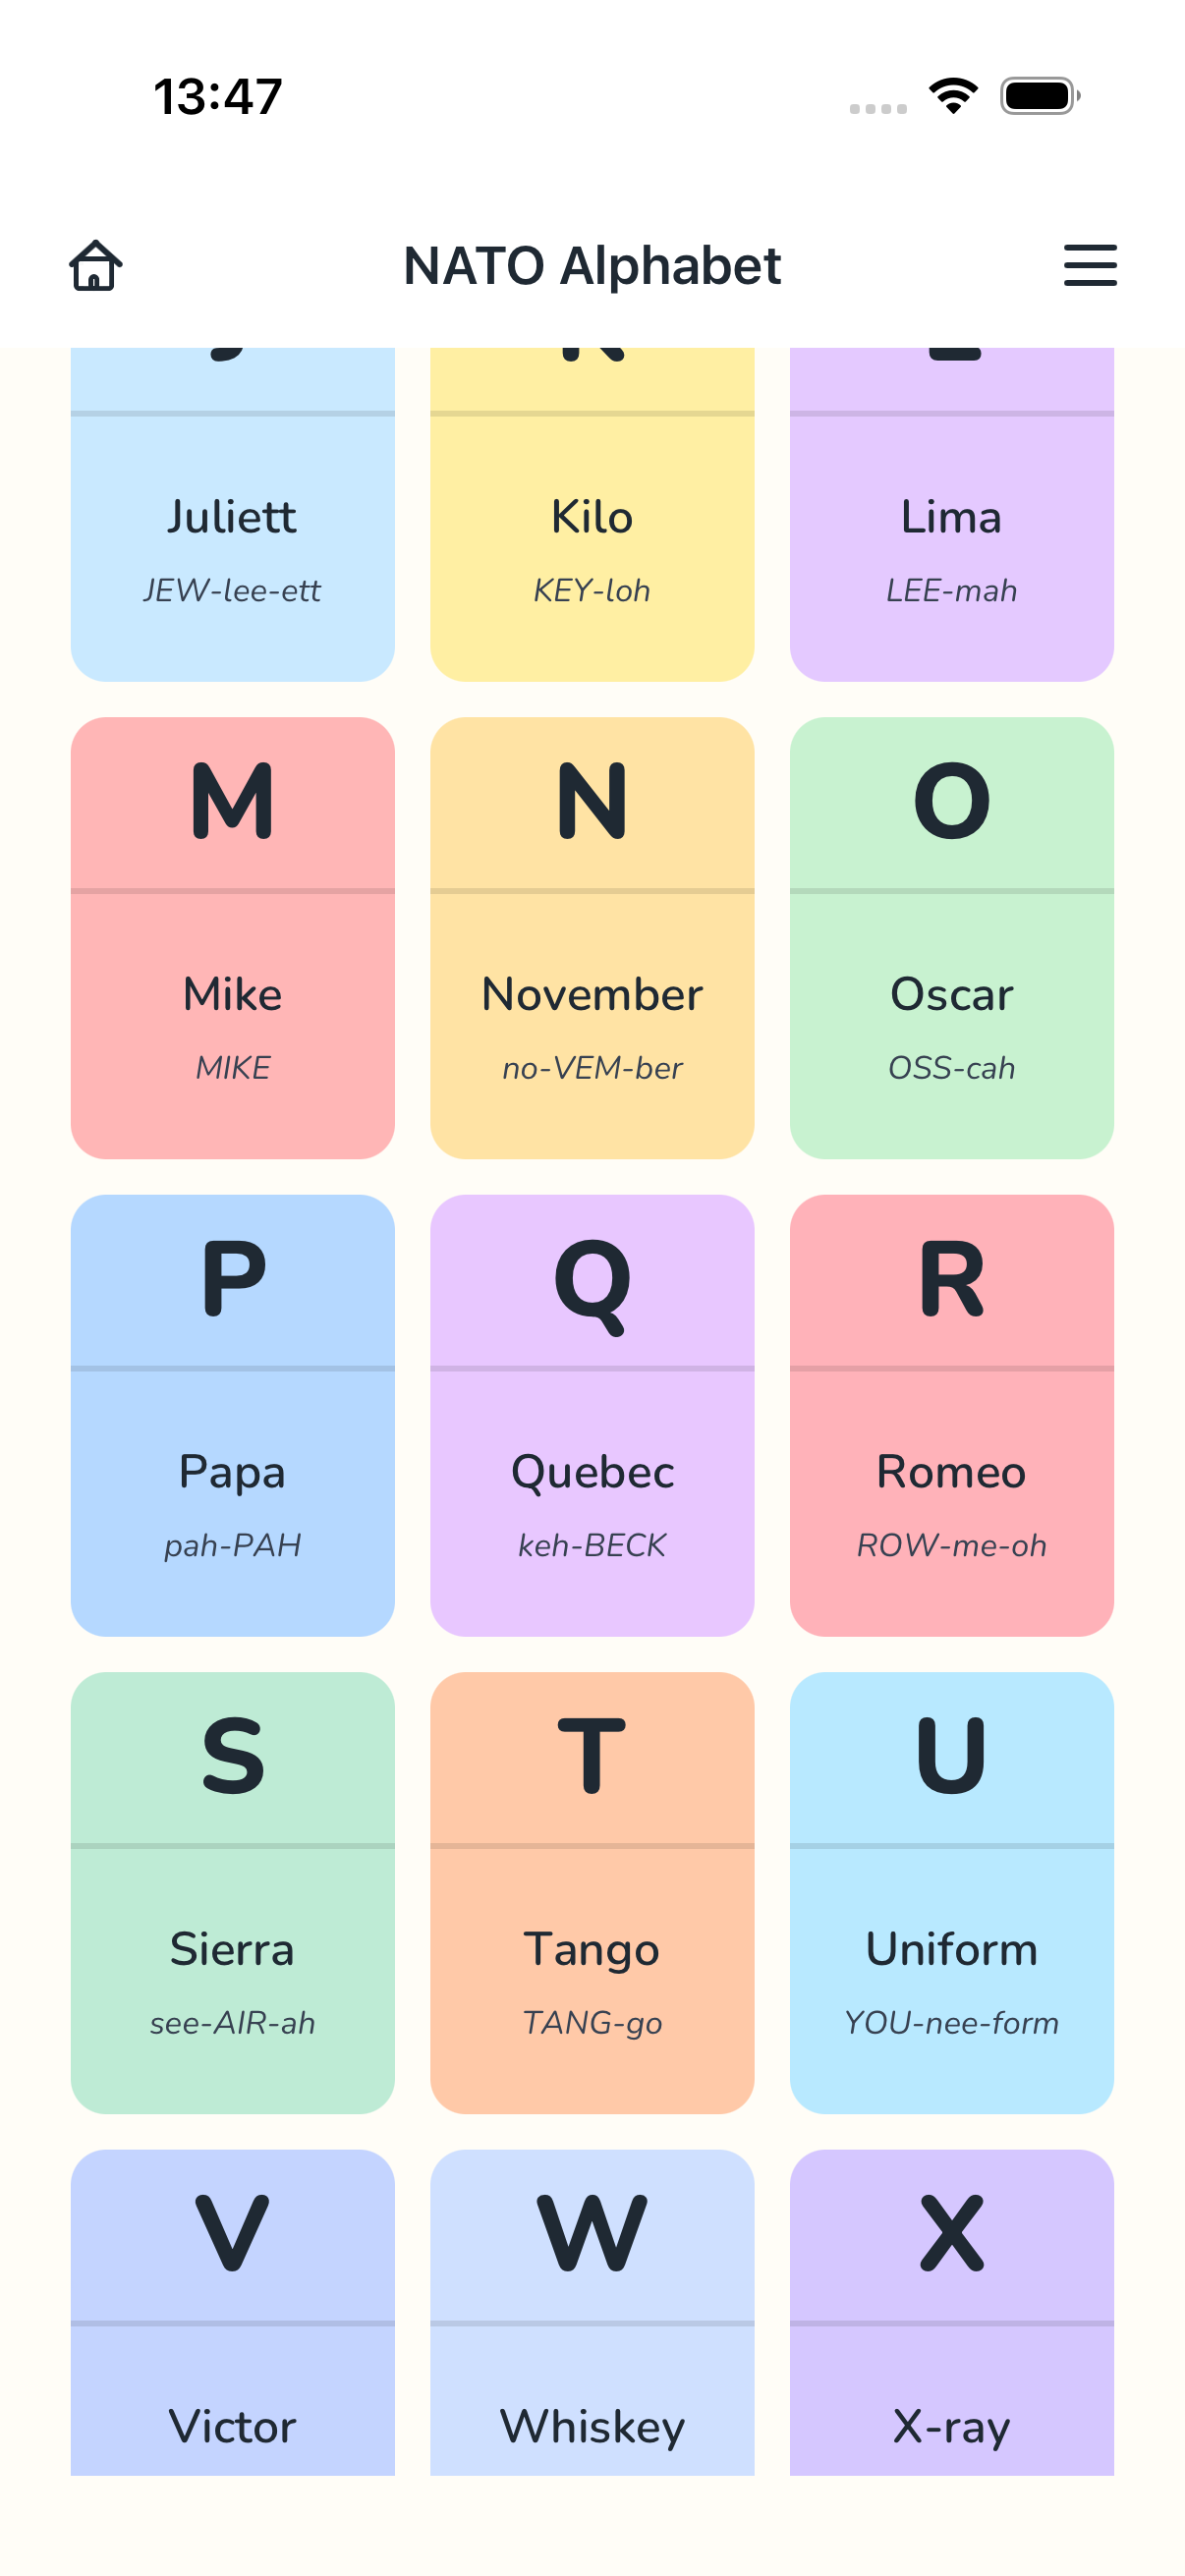 13:47
NATO Alphabet
Juliett
JEW-lee-ett
Kilo
KEY-loh
Lima
LEE-mah
M
Mike
MIKE
N
November
no-VEM-ber
O
Oscar
OSS-cah
P
Papa
pah-PAH
Q
Quebec
keh-BECK
R
Romeo
ROW-me-oh
S
Sierra
see-AIR-ah
T
Tango
TANG-go
U
Uniform
YOU-nee-form
V
Victor
W
Whiskey
X
X-ray